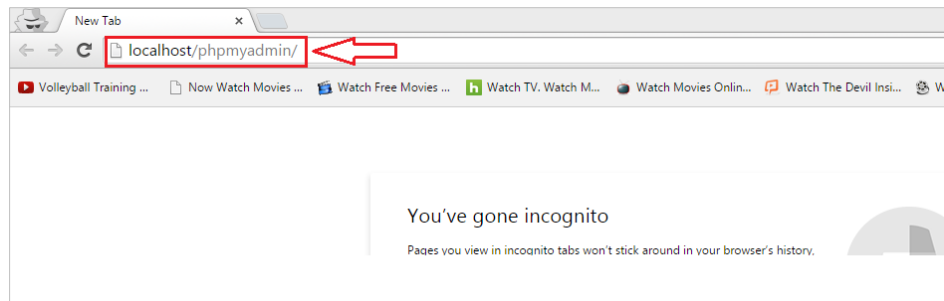 New Tab
localhost/phpmyadmin/
Volleyball Training ... Now Watch Movies ... Watch Free Movies ... Watch TV. Watch M... Watch Movies Onlin... Watch The Devil Insi... W
You've gone incognito
Pages you view in incognito tabs won't stick around in your browser's history,